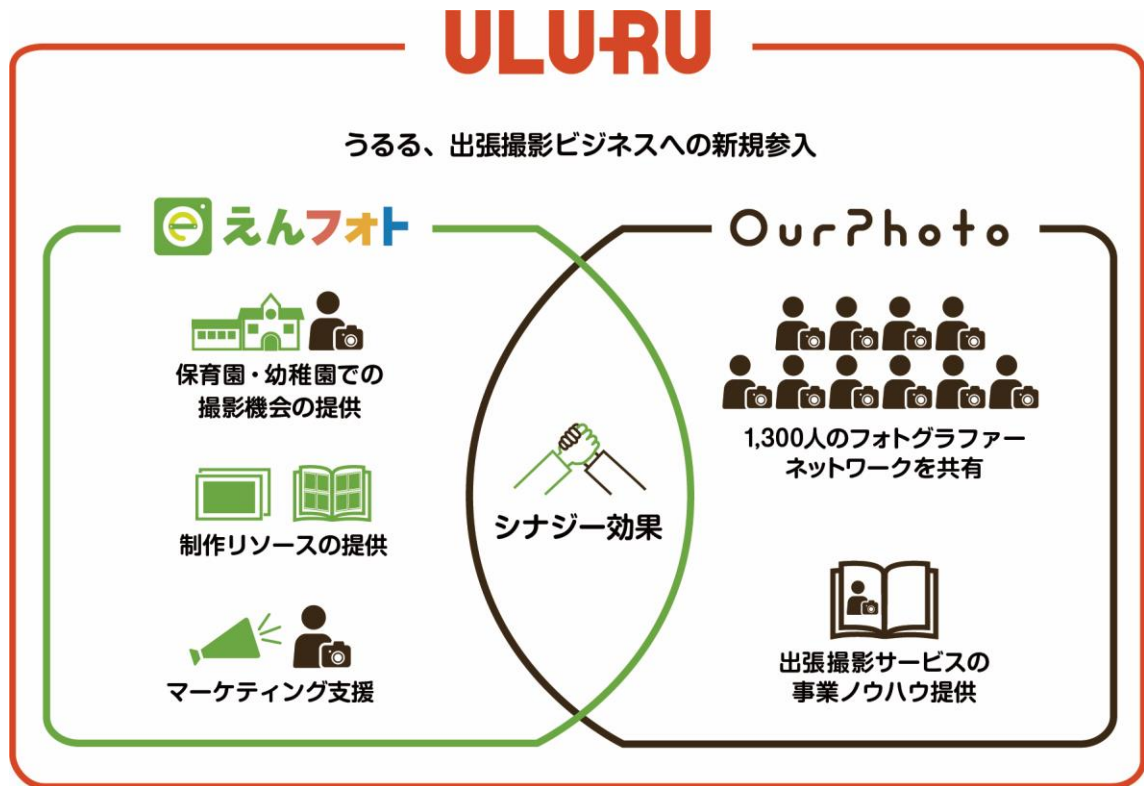 ULURU
うるる、出張撮影ビジネスへの新規参入
e えんフォト
OurPhoto
保育園・幼稚園での
撮影機会の提供
制作リソースの提供
マーケティング支援
シナジー効果
1,300人のフォトグラファー
ネットワークを共有
出張撮影サービスの
事業ノウハウ提供